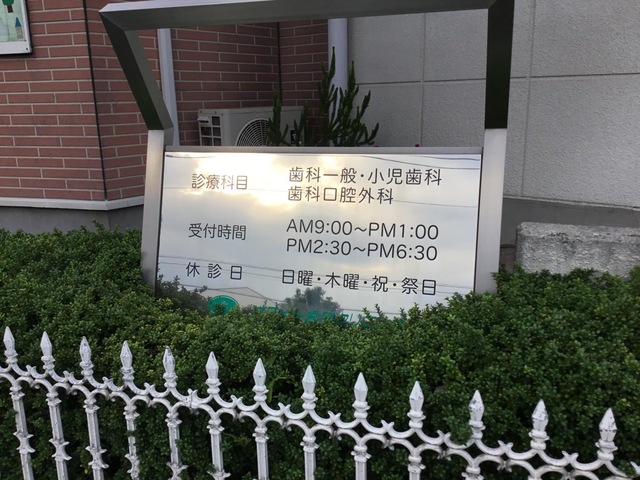 診療科目 歯科一般・小児歯科
歯科口腔外科
受付時間 AM9:00～PM1:00
PM2:30～PM6:30
休診日 日曜・木曜・祝・祭日